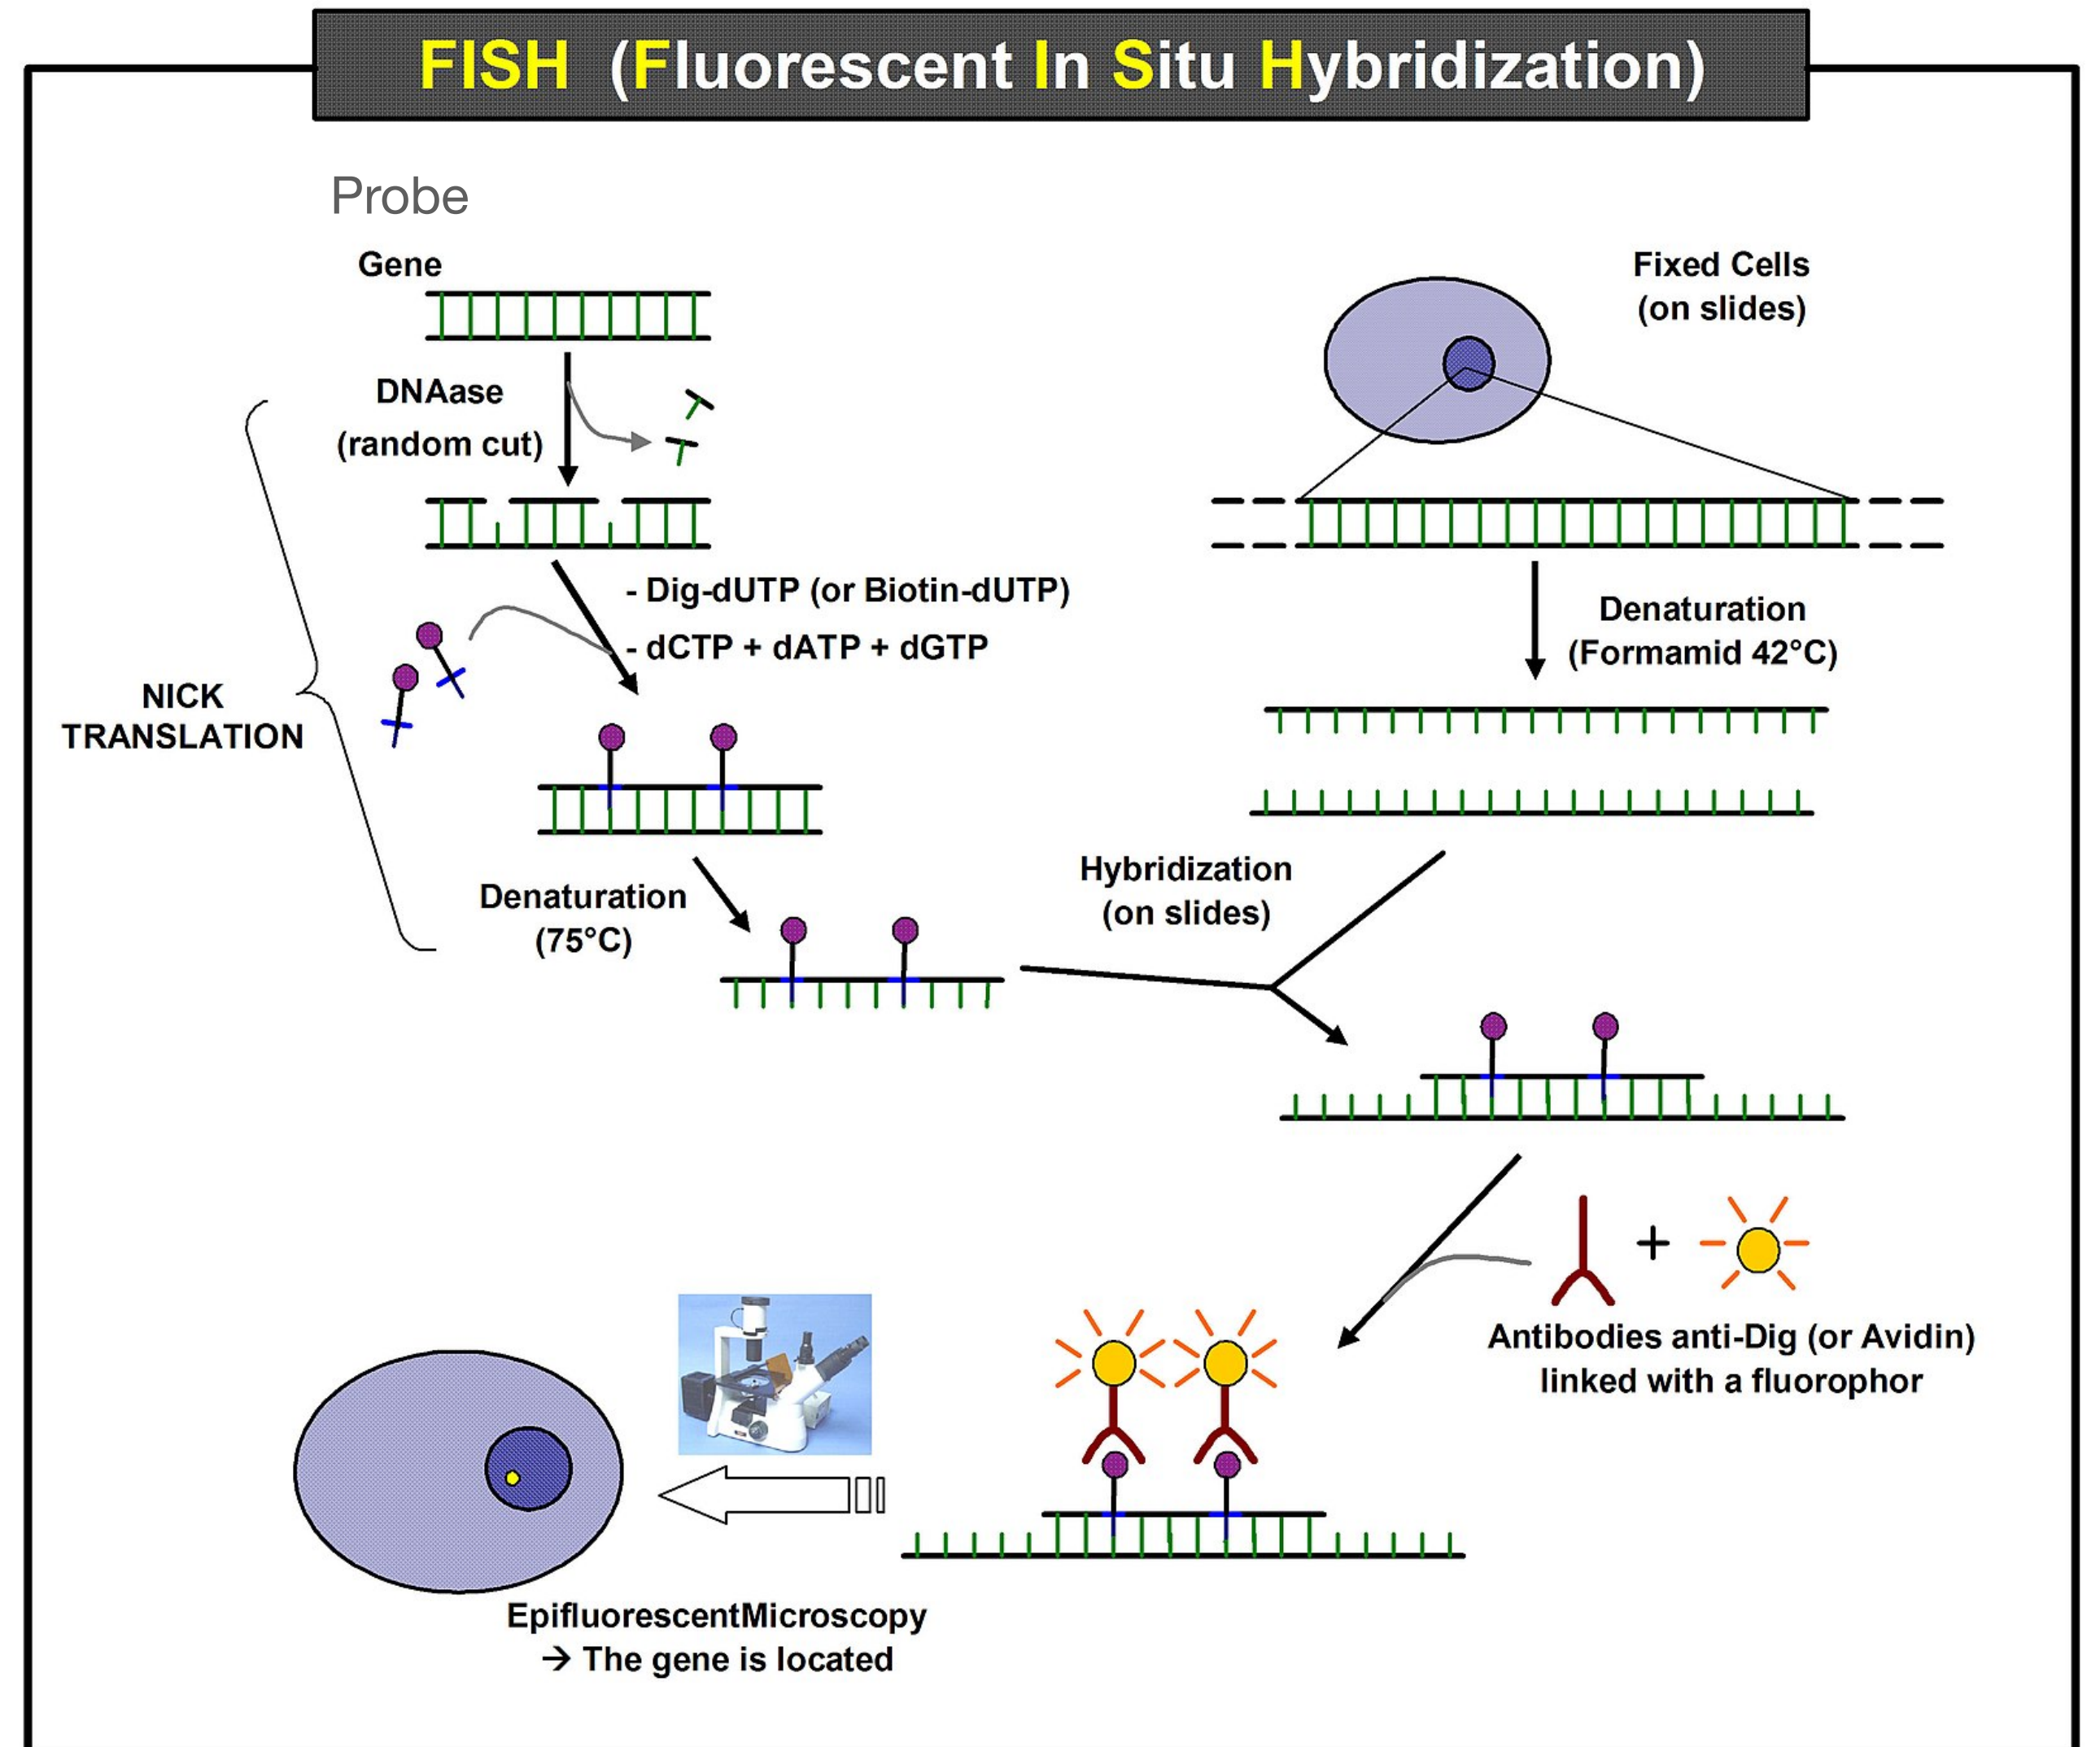 FISH (Fluorescent In Situ Hybridization)
Probe
Gene
DNAase
(random cut)
- Dig-dUTP (or Biotin-dUTP)
- dCTP + dATP + dGTP
NICK
TRANSLATION
Denaturation
(75°C)
Fixed Cells
(on slides)
Denaturation
(Formamid 42°C)
Hybridization
(on slides)
+
Antibodies anti-Dig (or Avidin)
linked with a fluorophor
EpifluorescentMicroscopy
→ The gene is located